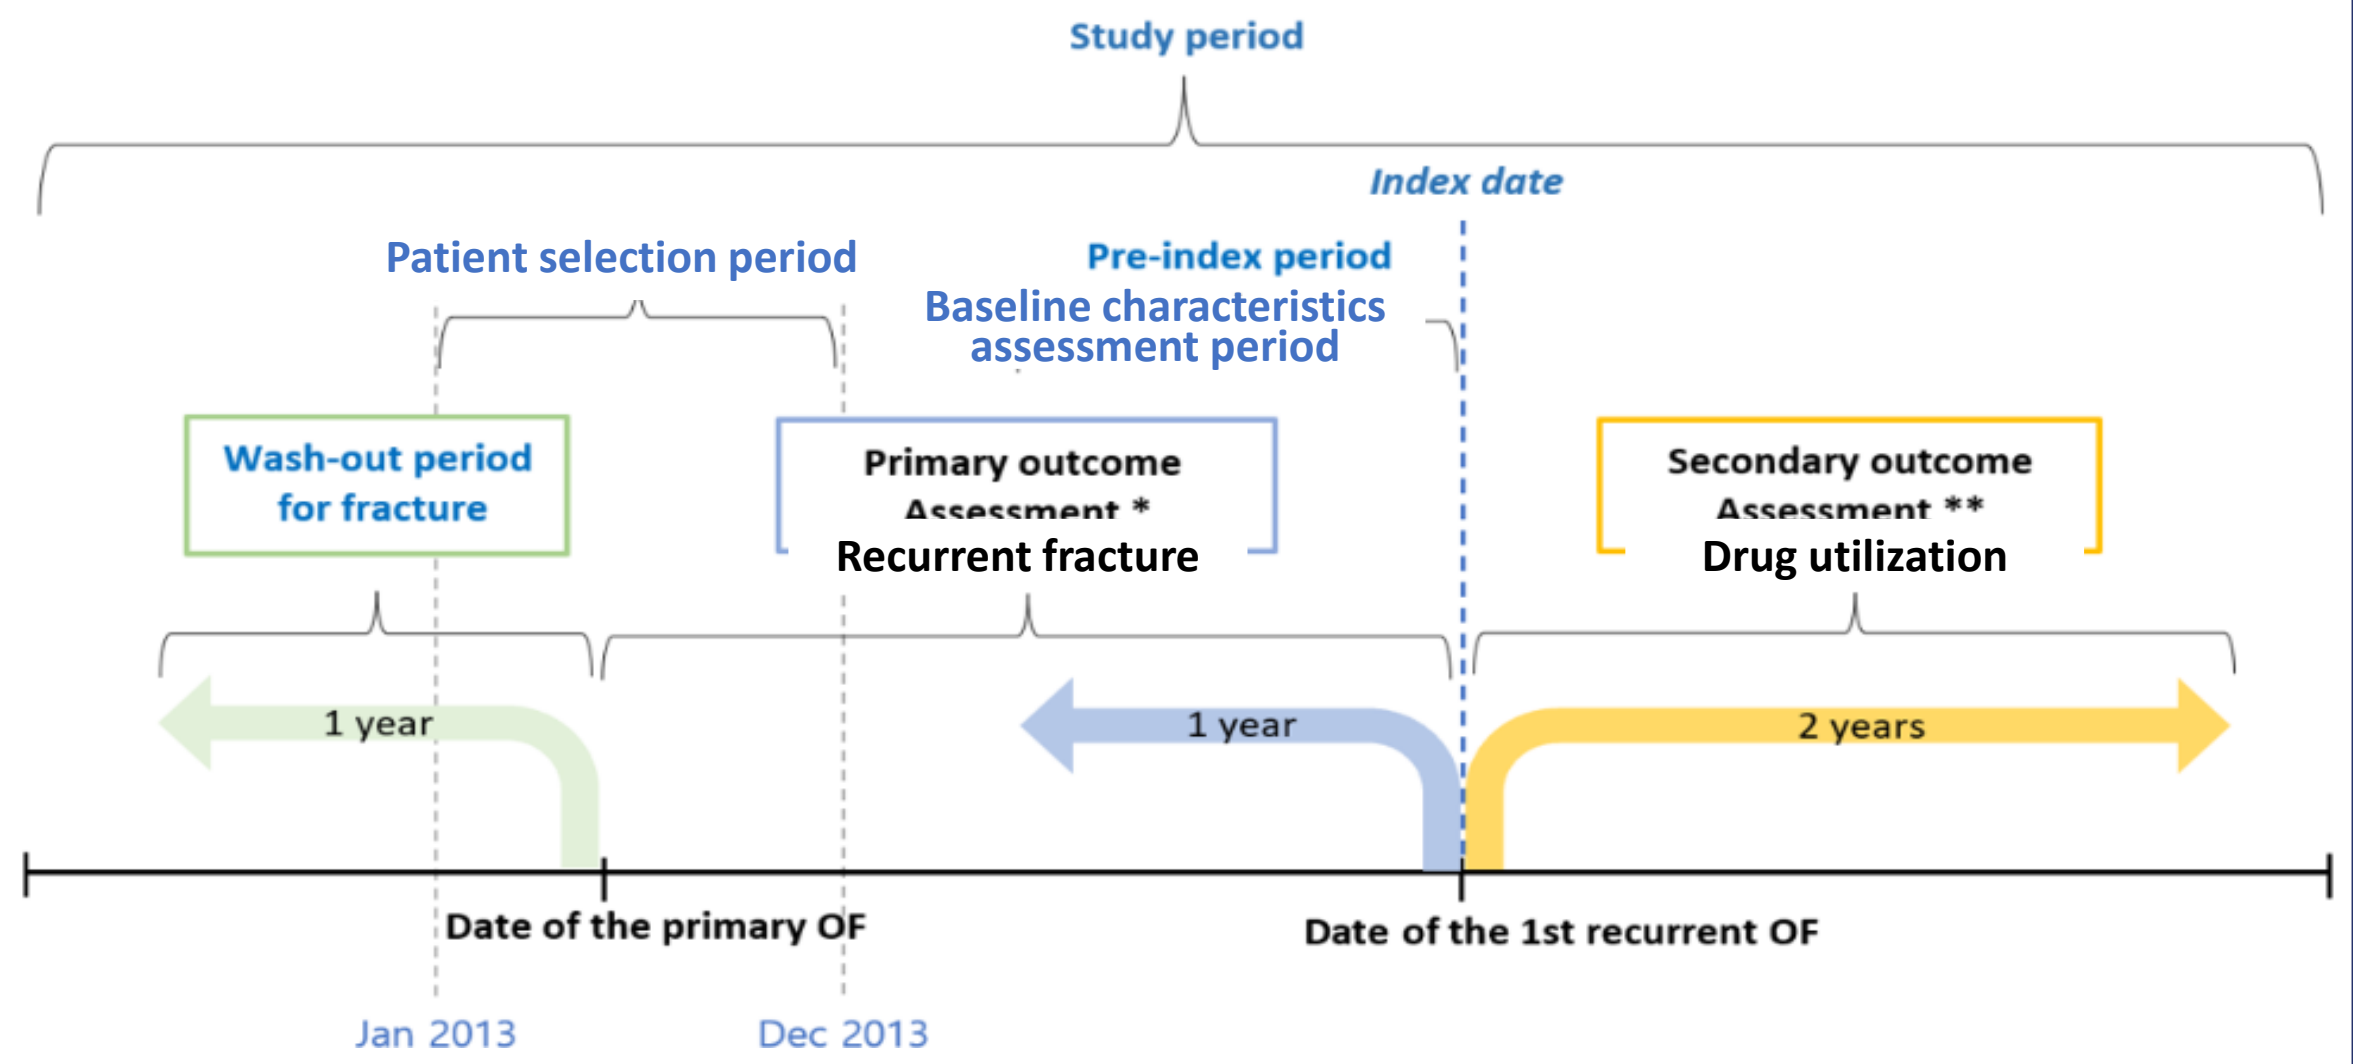 Study period
Index date
Patient selection period
Pre-index period
Baseline characteristics
assessment period
Wash-out period
for fracture
Primary outcome
Assessment *
Recurrent fracture
Secondary outcome
Assessment **
Drug utilization
1 year
1 year
2 years
Date of the primary OF
Date of the 1st recurrent OF
Jan 2013
Dec 2013